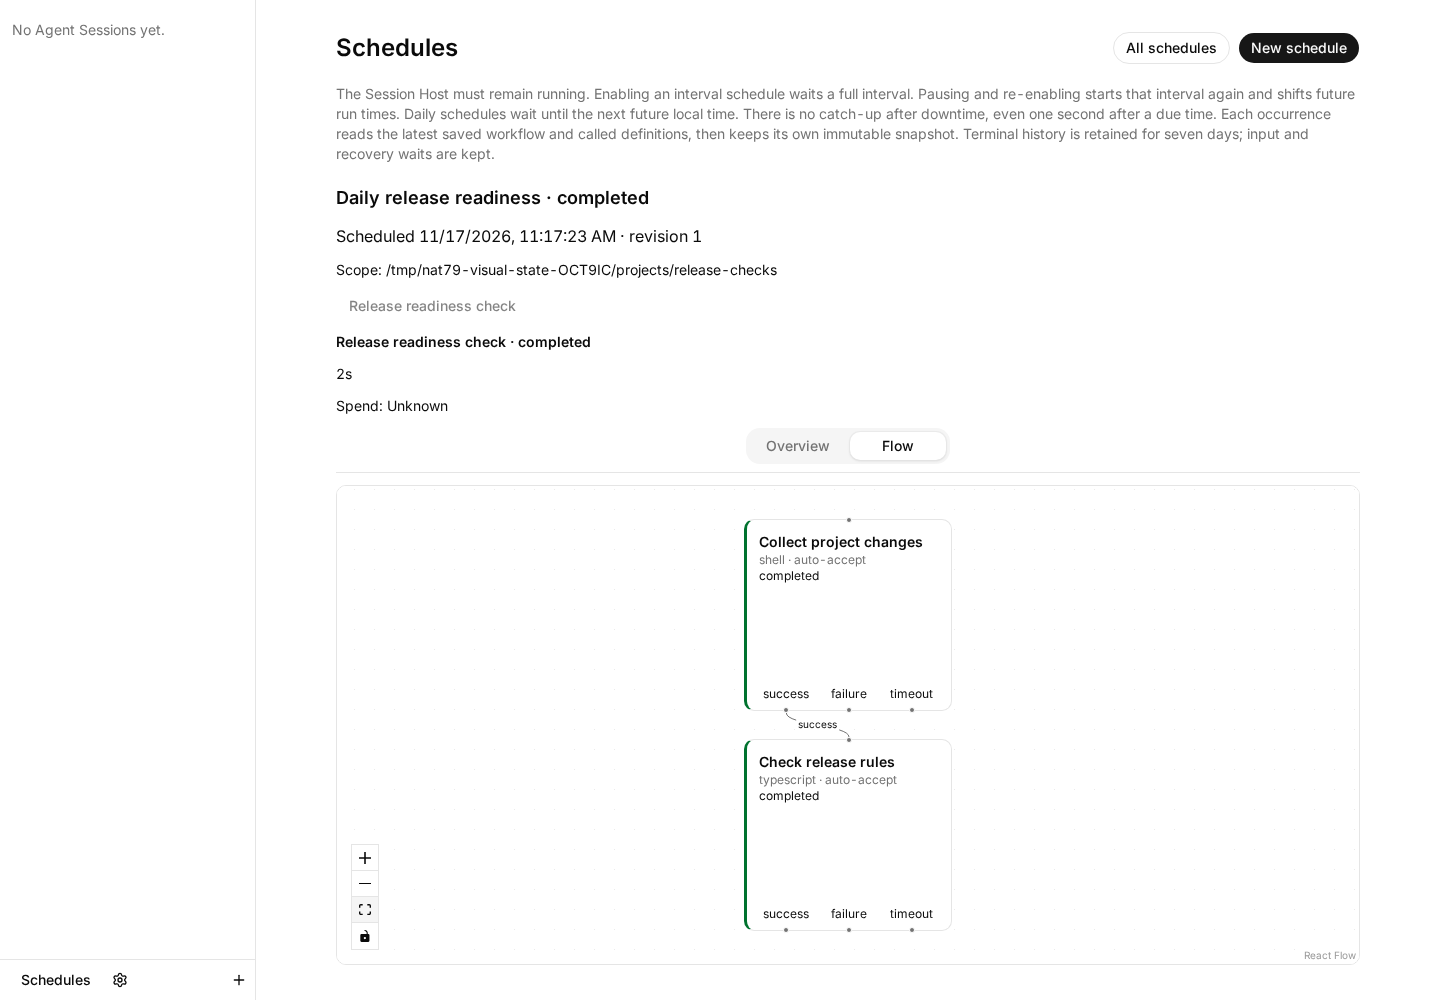 No Agent Sessions yet.
Schedules
All schedules
New schedule
The Session Host must remain running. Enabling an interval schedule waits a full interval. Pausing and re-enabling starts that interval again and shifts future
run times. Daily schedules wait until the next future local time. There is no catch-up after downtime, even one second after a due time. Each occurrence
reads the latest saved workflow and called definitions, then keeps its own immutable snapshot. Terminal history is retained for seven days; input and
recovery waits are kept.
Daily release readiness · completed
Scheduled 11/17/2026, 11:17:23 AM · revision 1
Scope: /tmp/nat79-visual-state-OCT9IC/projects/release-checks
Release readiness check
Release readiness check · completed
2s
Spend: Unknown
Overview
Flow
Collect project changes
shell · auto-accept
completed
success failure timeout
success
Check release rules
typescript · auto-accept
completed
success failure timeout
React Flow
Schedules